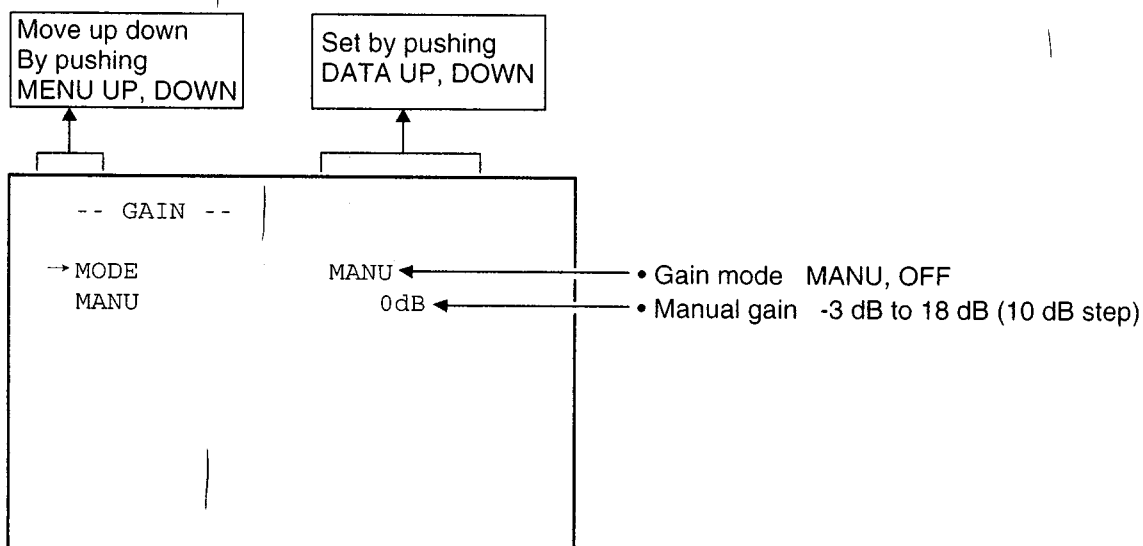 Move up down
By pushing
MENU UP, DOWN
Set by pushing
DATA UP, DOWN
-- GAIN --
→MODE MANU
• Gain mode MANU, OFF
MANU 0dB
• Manual gain -3 dB to 18 dB (10 dB step)